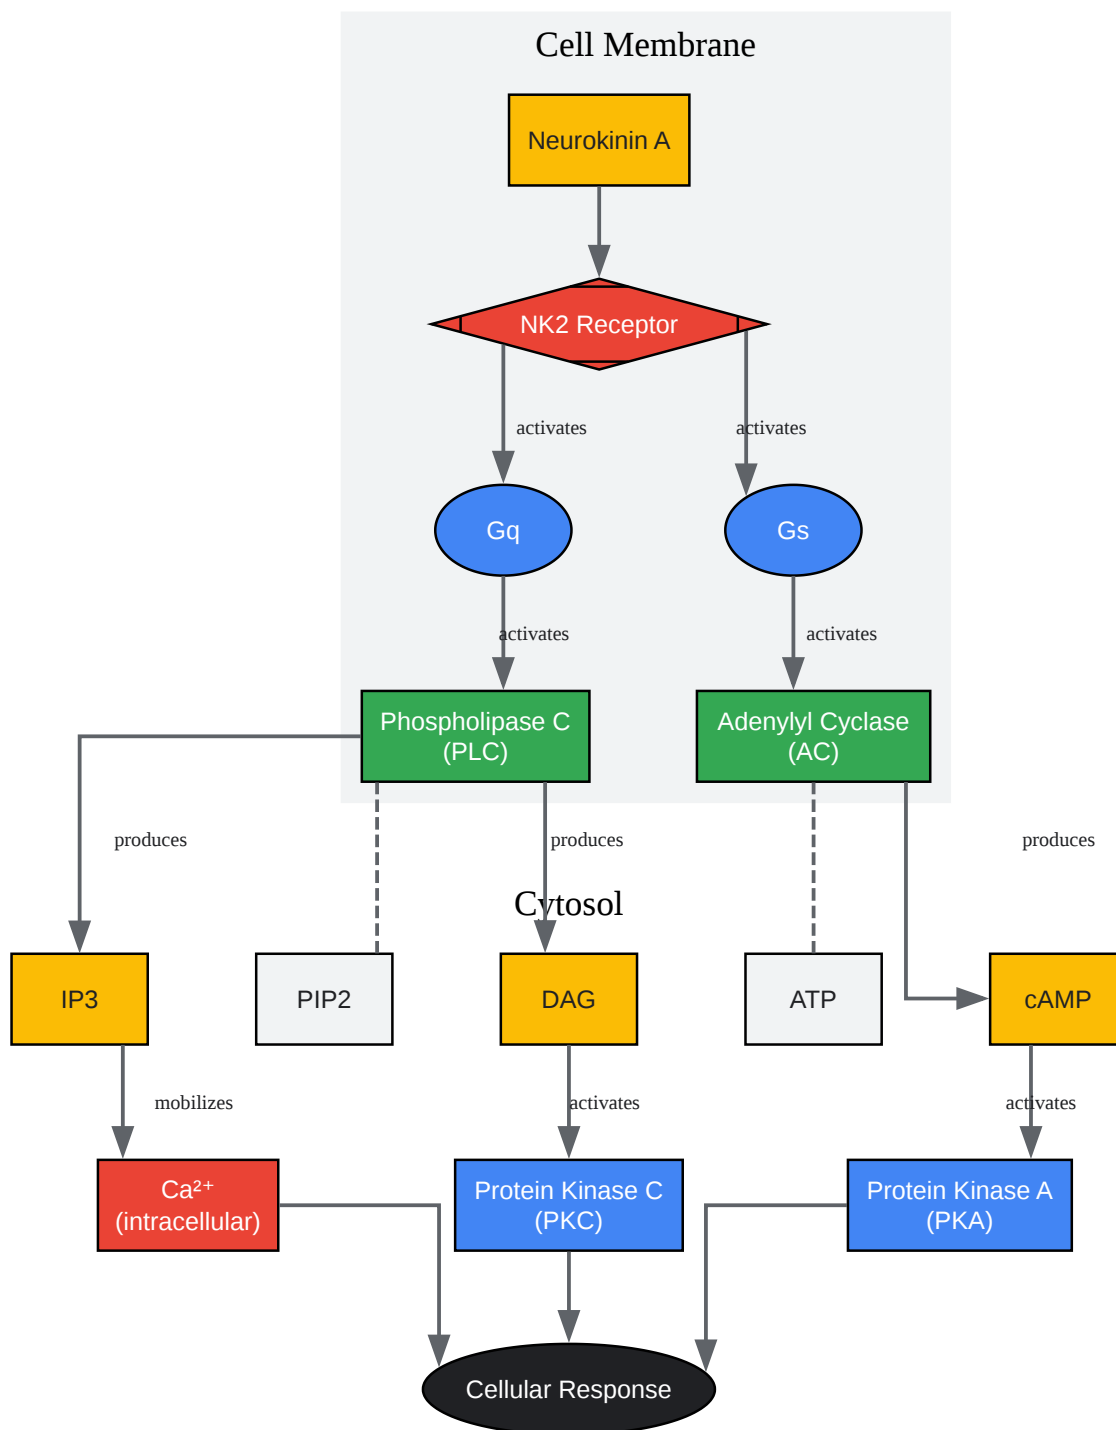 Cell Membrane
Neurokinin A
NK2 Receptor
activates
activates
Gq
Gs
activates
activates
Phospholipase C
(PLC)
Adenylyl Cyclase
(AC)
produces
produces
produces
Cytosol
IP3
PIP2
DAG
ATP
cAMP
mobilizes
activates
activates
Ca²⁺
(intracellular)
Protein Kinase C
(PKC)
Protein Kinase A
(PKA)
Cellular Response